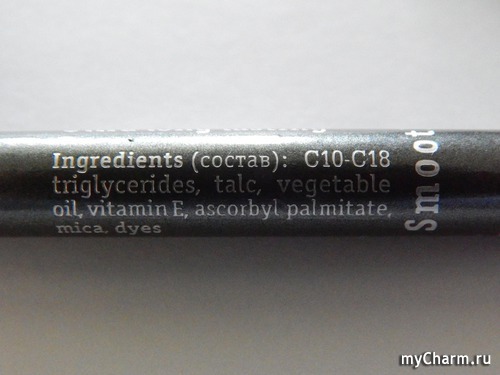 Ingredients (состав): C10-C18
triglycerides, talc, vegetable
oil, vitamin E, ascorbyl palmitate,
mica, dyes
Smoot
myCharm.ru